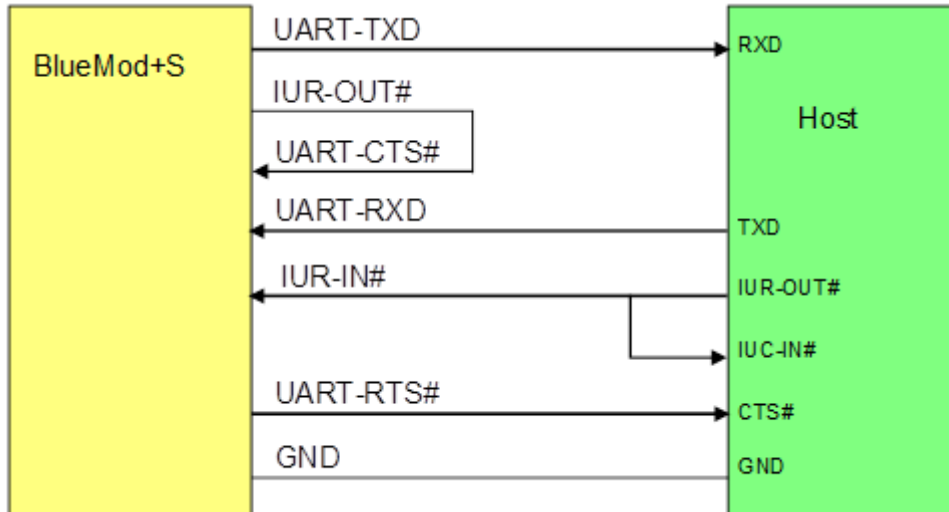 UART-TXD
RXD
BlueMod+S
IUR-OUT#
Host
UART-CTS#
UART-RXD
TXD
IUR-IN#
IUR-OUT#
IUC-IN#
UART-RTS#
CTS#
GND
GND